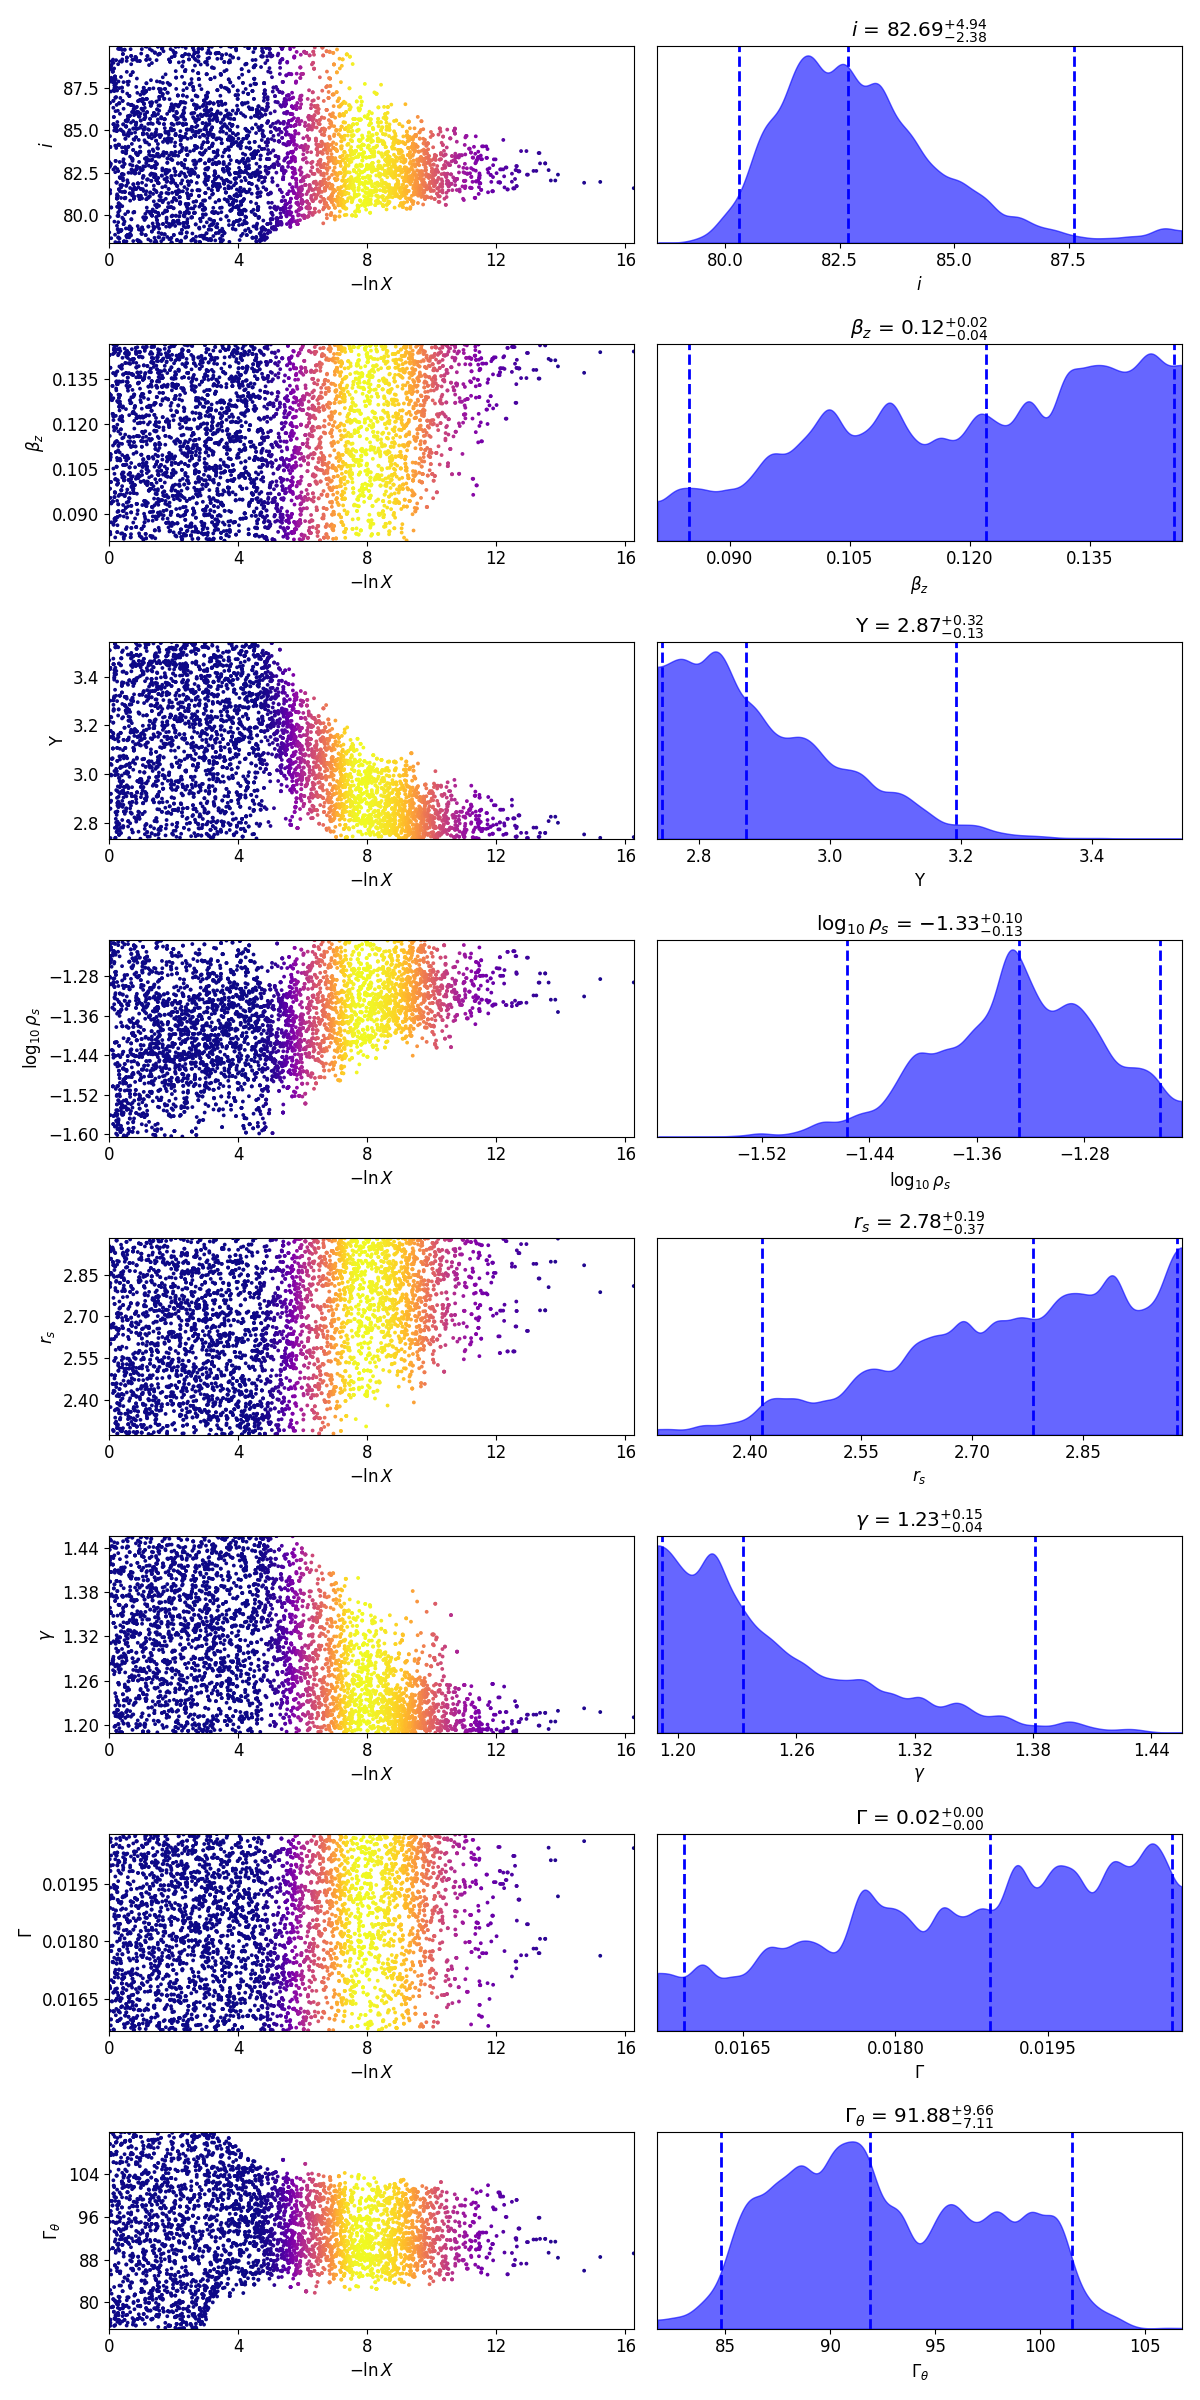 i = 82.69 +4.94 −2.38
87.5
85.0
82.5
80.0
i
0 4 8 12 16
−ln X
80.0 82.5 85.0 87.5
i
β_z = 0.12 +0.02 −0.04
0.135
0.120
0.105
0.090
β_z
0 4 8 12 16
−ln X
0.090 0.105 0.120 0.135
β_z
Υ = 2.87 +0.32 −0.13
3.4
3.2
3.0
2.8
Υ
0 4 8 12 16
−ln X
2.8 3.0 3.2 3.4
Υ
log₁₀ ρ_s = −1.33 +0.10 −0.13
−1.28
−1.36
−1.44
−1.52
−1.60
log₁₀ ρ_s
0 4 8 12 16
−ln X
−1.52 −1.44 −1.36 −1.28
log₁₀ ρ_s
r_s = 2.78 +0.19 −0.37
2.85
2.70
2.55
2.40
r_s
0 4 8 12 16
−ln X
2.40 2.55 2.70 2.85
r_s
γ = 1.23 +0.15 −0.04
1.44
1.38
1.32
1.26
1.20
γ
0 4 8 12 16
−ln X
1.20 1.26 1.32 1.38 1.44
γ
Γ = 0.02 +0.00 −0.00
0.0195
0.0180
0.0165
Γ
0 4 8 12 16
−ln X
0.0165 0.0180 0.0195
Γ
Γ_θ = 91.88 +9.66 −7.11
104
96
88
80
Γ_θ
0 4 8 12 16
−ln X
85 90 95 100 105
Γ_θ